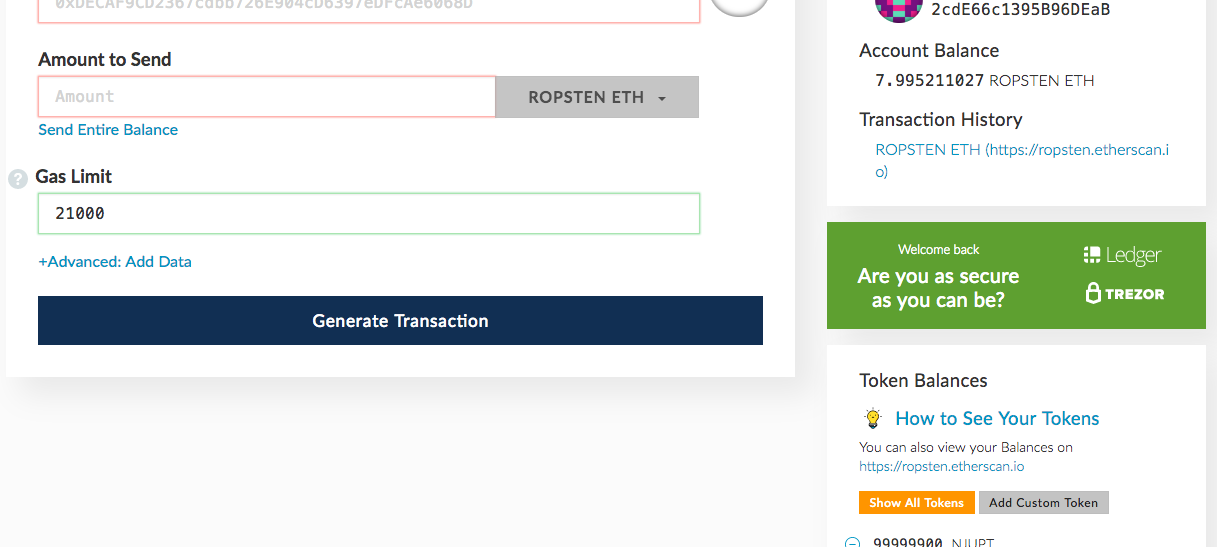 0xDECAF9CD2367cdbb726E904cD6397eDFcAe6068D
Amount to Send
Amount
ROPSTEN ETH
Send Entire Balance
?
Gas Limit
21000
+Advanced: Add Data
Generate Transaction
2cdE66c1395B96DEaB
Account Balance
7.995211027 ROPSTEN ETH
Transaction History
ROPSTEN ETH (https://ropsten.etherscan.i
o)
Welcome back
Are you as secure
as you can be?
Ledger
TREZOR
Token Balances
How to See Your Tokens
You can also view your Balances on
https://ropsten.etherscan.io
Show All Tokens
Add Custom Token
99999900 NJUPT